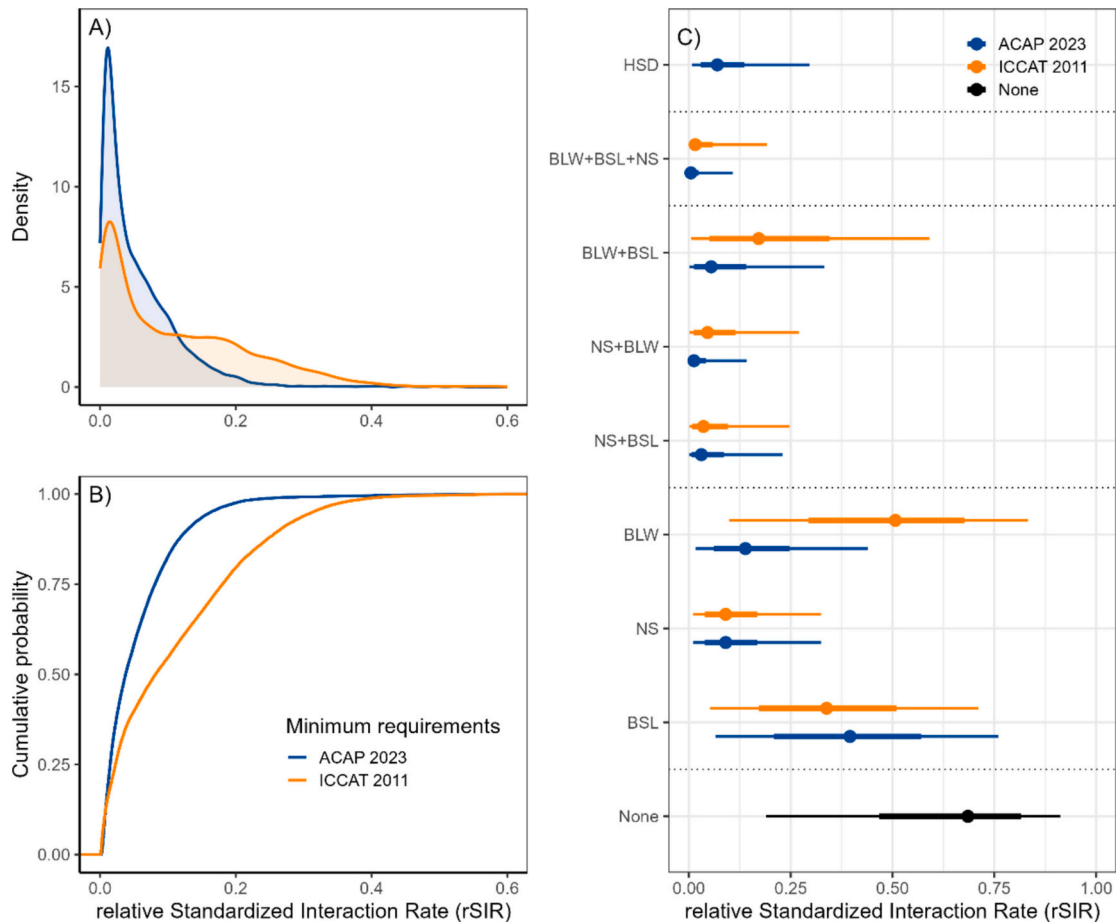 A)
Density
15
10
5
0
0.0 0.2 0.4 0.6
B)
Cumulative probability
1.00
0.75
0.50
0.25
0.00
Minimum requirements
ACAP 2023
ICCAT 2011
0.0 0.2 0.4 0.6
relative Standardized Interaction Rate (rSIR)
C)
ACAP 2023
ICCAT 2011
None
HSD
BLW+BSL+NS
BLW+BSL
NS+BLW
NS+BSL
BLW
NS
BSL
None
0.00 0.25 0.50 0.75 1.00
relative Standardized Interaction Rate (rSIR)